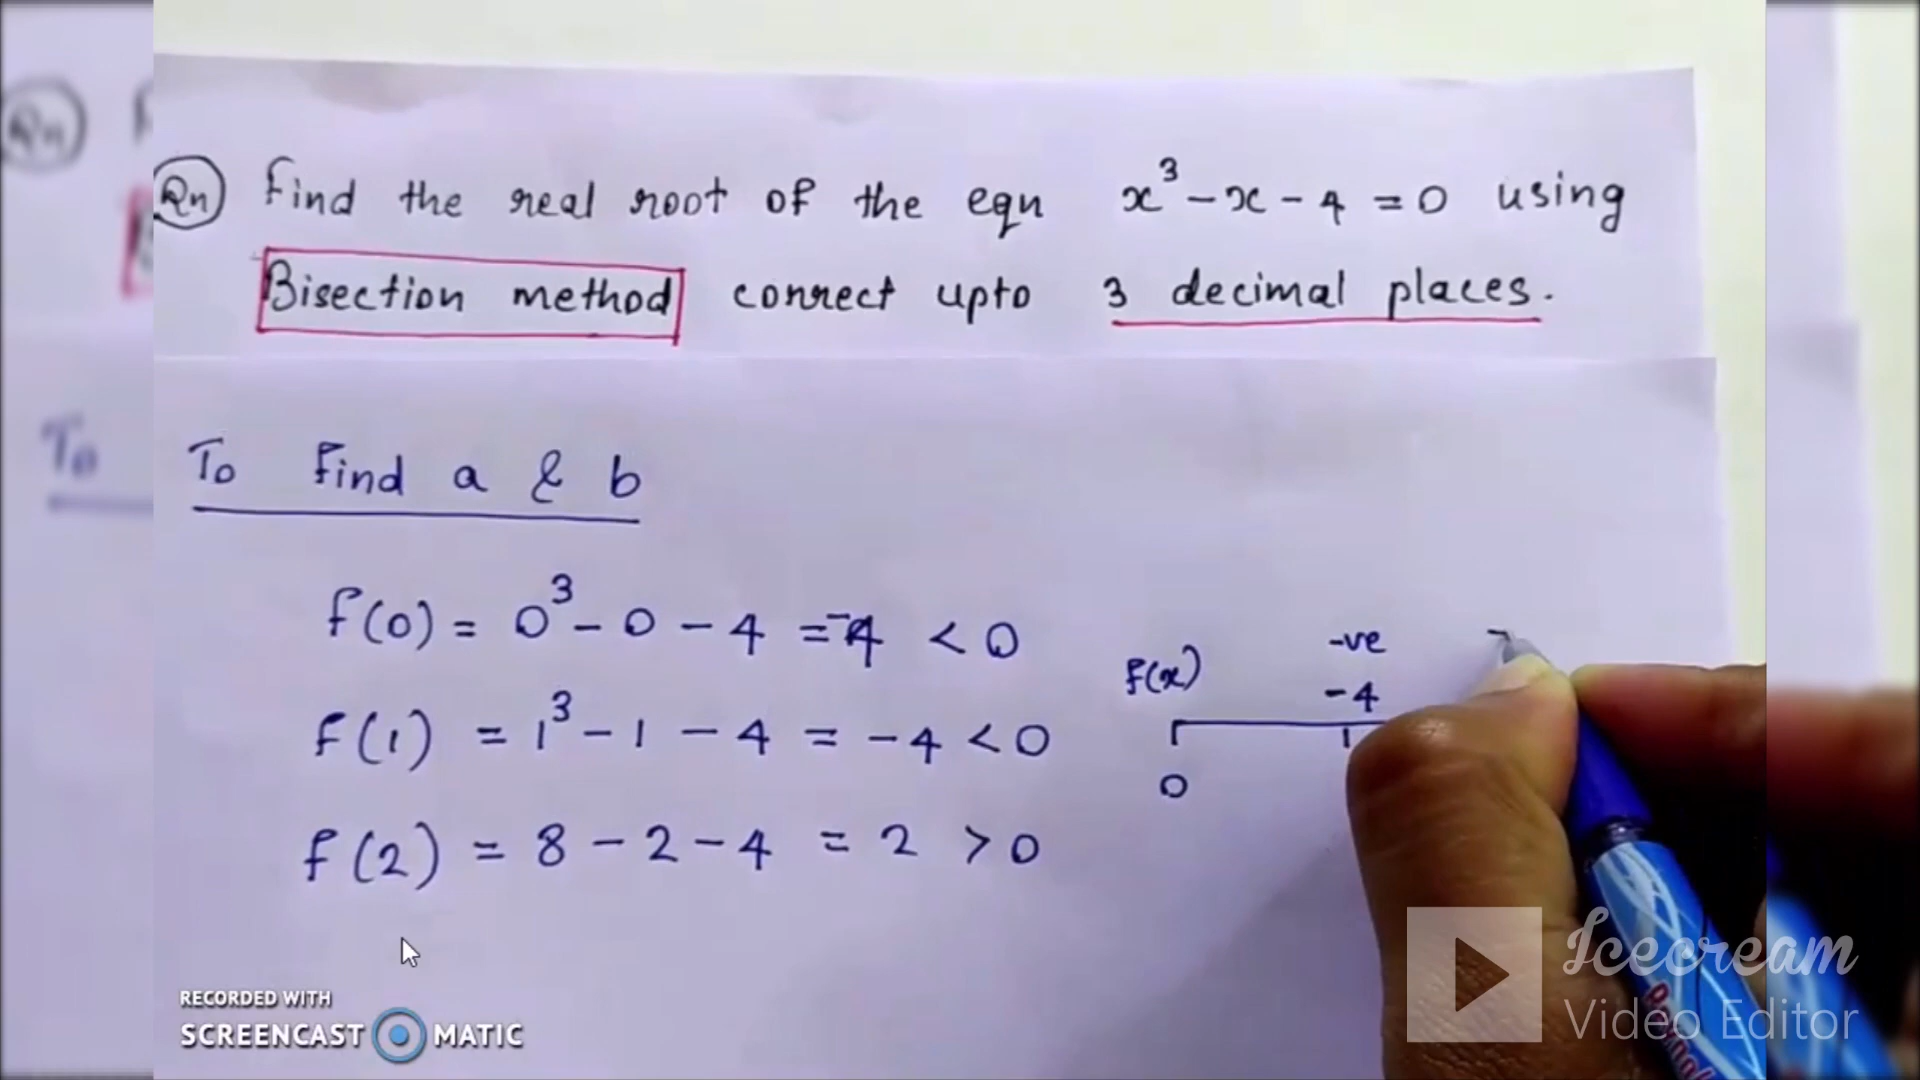 Qn Find the real root of the eqn x³ - x - 4 = 0 using
Bisection method correct upto 3 decimal places.
To Find a & b
f(0) = 0³ - 0 - 4 = -4 < 0
f(1) = 1³ - 1 - 4 = -4 < 0
f(2) = 8 - 2 - 4 = 2 > 0
-ve
f(x) -4
0
RECORDED WITH
SCREENCAST MATIC
Icecream
Video Editor